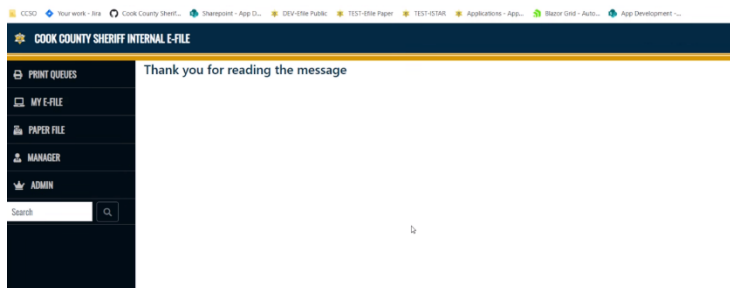 CCSO Your work - Jira Cook County Sherif... Sharepoint - App D... DEV-Efile Public TEST-Efile Paper TEST-ISTAR Applications - App... Blazor Grid - Auto... App Development -...
COOK COUNTY SHERIFF INTERNAL E-FILE
PRINT QUEUES
Thank you for reading the message
MY E-FILE
PAPER FILE
MANAGER
ADMIN
Search